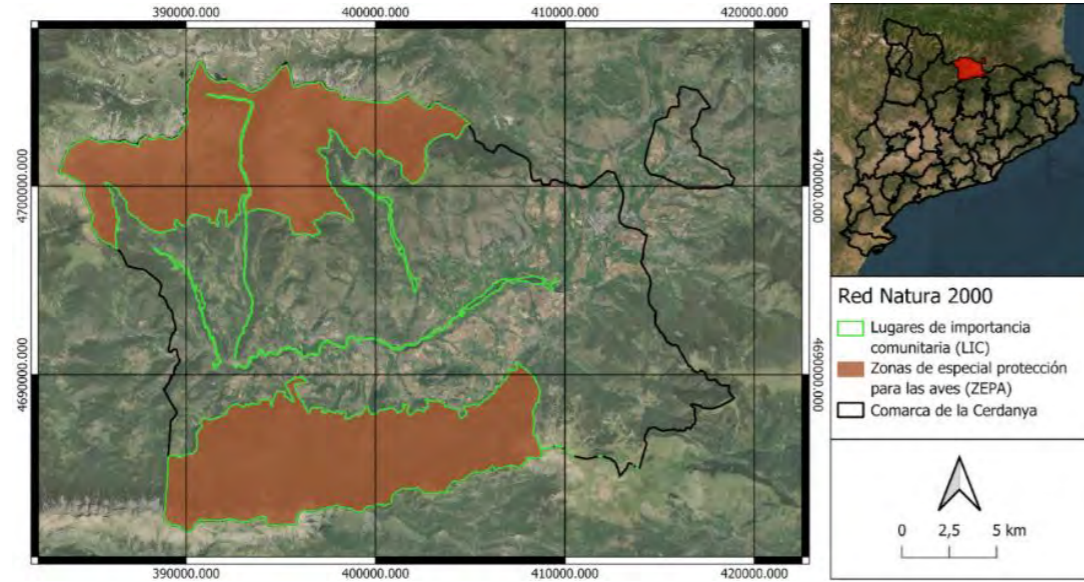 390000.000 400000.000 410000.000 420000.000
4700000.000 4700000.000
4690000.000 4690000.000
390000.000 400000.000 410000.000 420000.000
Red Natura 2000
Lugares de importancia
comunitaria (LIC)
Zonas de especial protección
para las aves (ZEPA)
Comarca de la Cerdanya
0 2,5 5 km